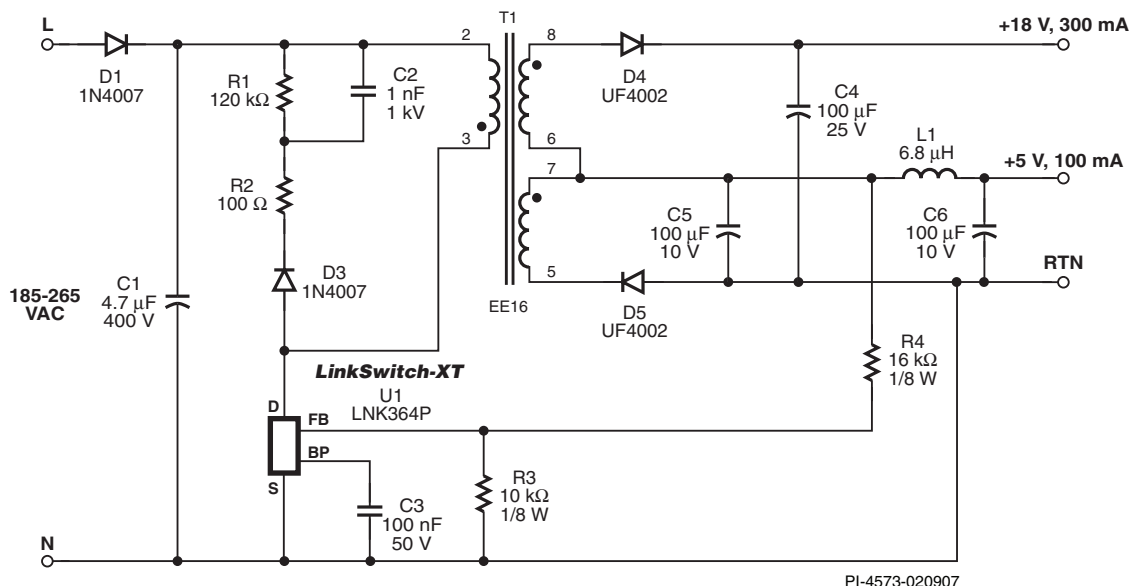 L
D1
1N4007
R1
120 kΩ
C2
1 nF
1 kV
R2
100 Ω
D3
1N4007
C1
4.7 μF
400 V
185-265
VAC
T1
2
3
8
6
7
5
EE16
D4
UF4002
D5
UF4002
C4
100 μF
25 V
C5
100 μF
10 V
L1
6.8 μH
C6
100 μF
10 V
+18 V, 300 mA
+5 V, 100 mA
RTN
R4
16 kΩ
1/8 W
LinkSwitch-XT
U1
LNK364P
D
FB
BP
S
C3
100 nF
50 V
R3
10 kΩ
1/8 W
N
PI-4573-020907